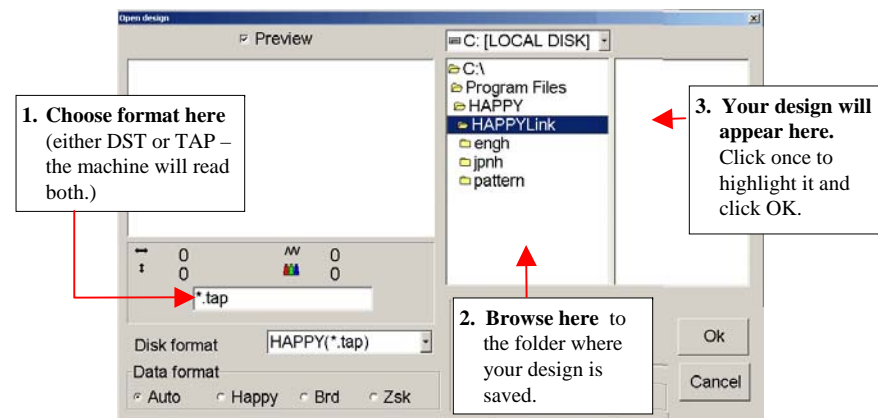 Open design
Preview
C: [LOCAL DISK]
C:\
Program Files
HAPPY
HAPPYLink
engh
jpnh
pattern
1. Choose format here
(either DST or TAP –
the machine will read
both.)
3. Your design will
appear here.
Click once to
highlight it and
click OK.
0
0
0
0
*.tap
2. Browse here to
the folder where
your design is
saved.
Disk format
HAPPY(*.tap)
Data format
Auto
Happy
Brd
Zsk
Ok
Cancel